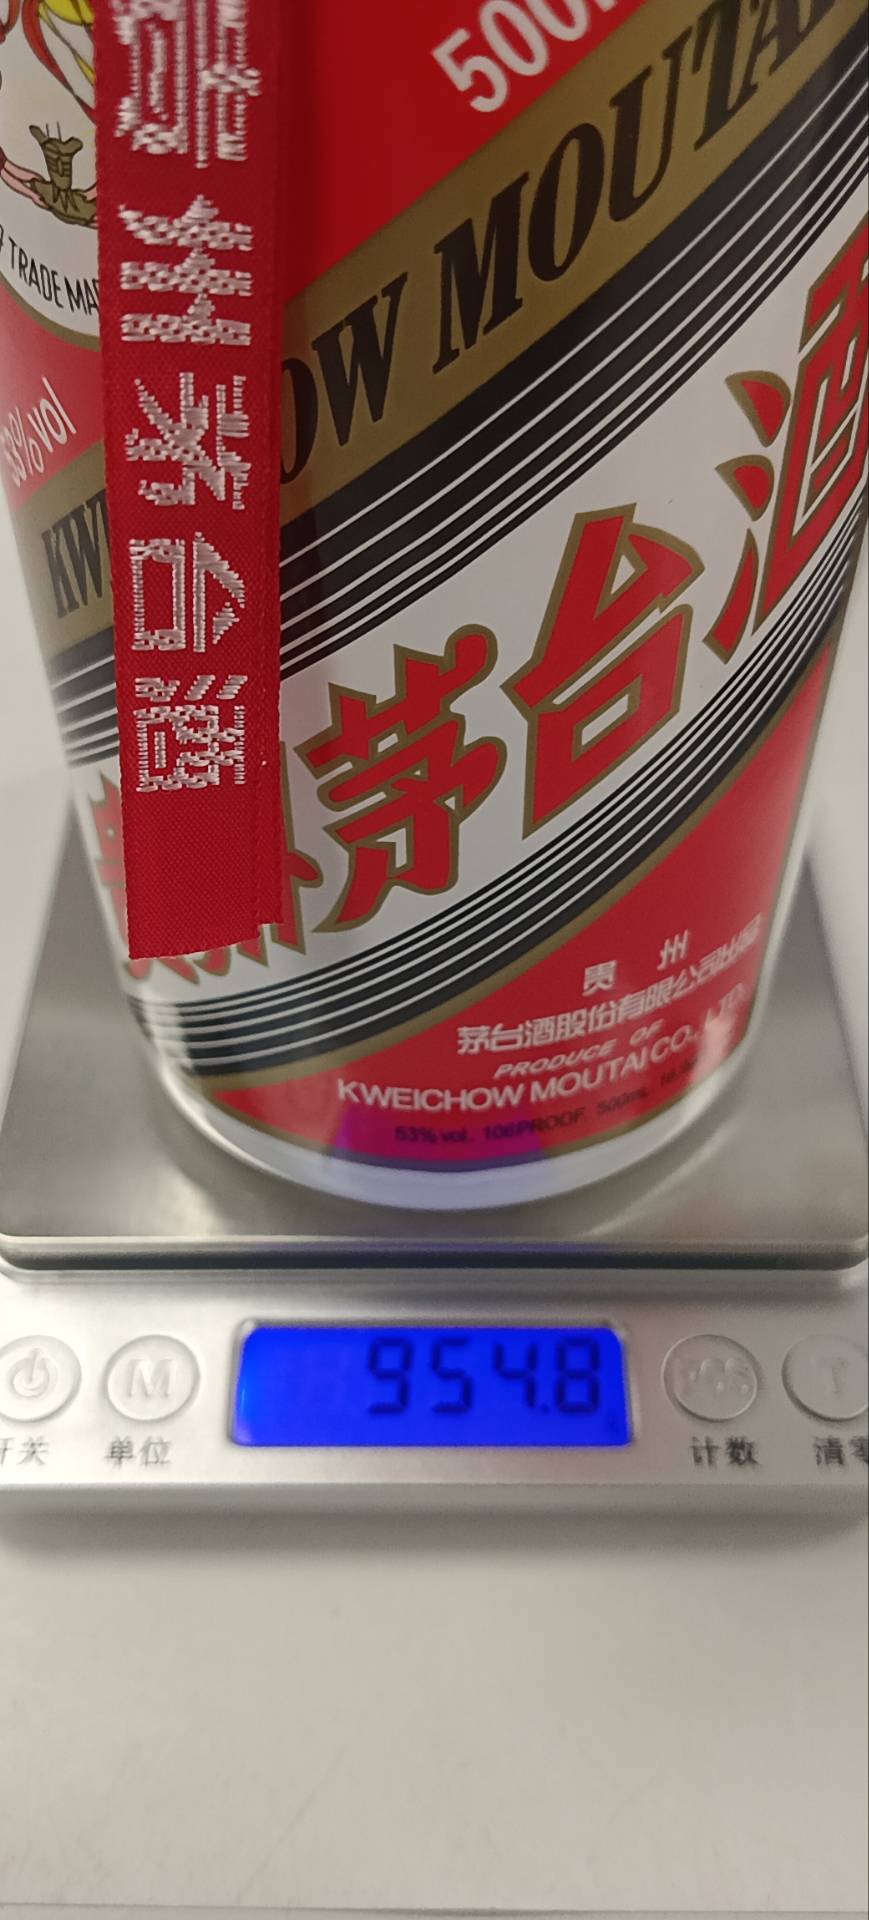 500
KWEICHOW MOUTAI
TRADE MA
53%vol
KW
贵州茅台酒
茅台酒
贵 州
茅台酒股份有限公司出品
PRODUCE OF
KWEICHOW MOUTAI CO., LTD.
53% vol. 106PROOF 500mL
954.8
M
开关
单位
PCS
T
计数
清零